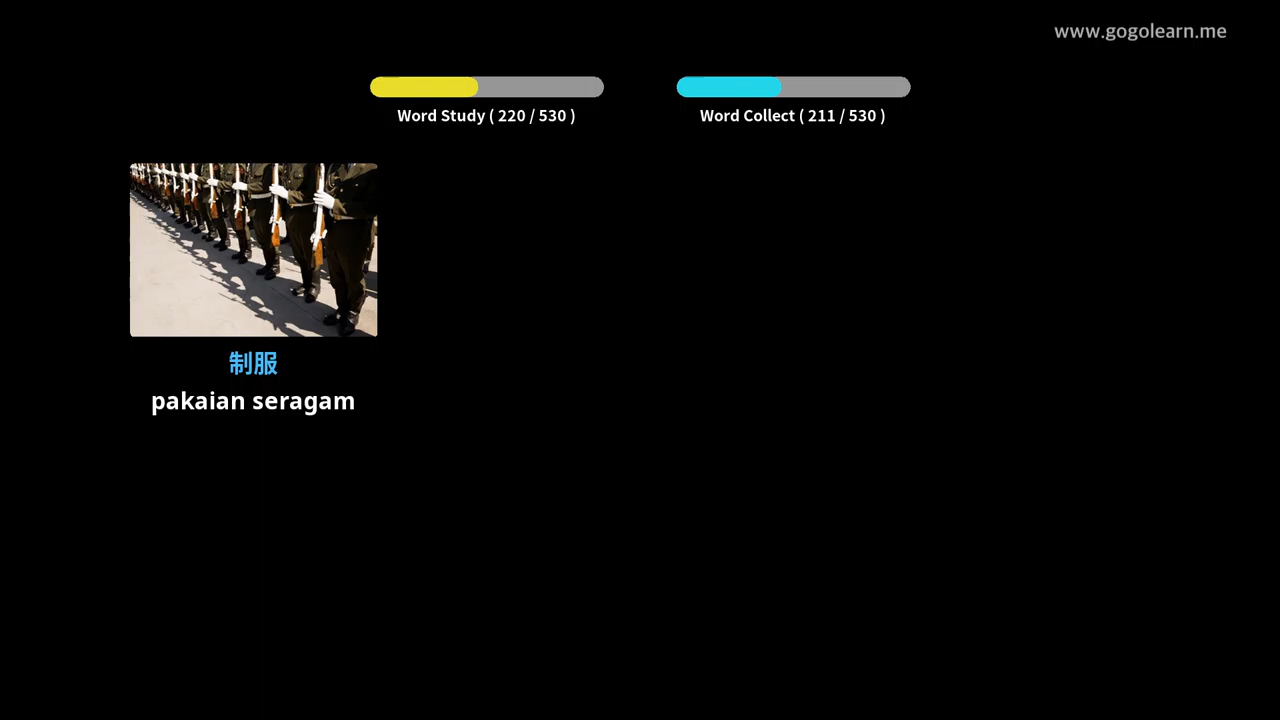 www.gogolearn.me
Word Study ( 220 / 530 )
Word Collect ( 211 / 530 )
制服
pakaian seragam